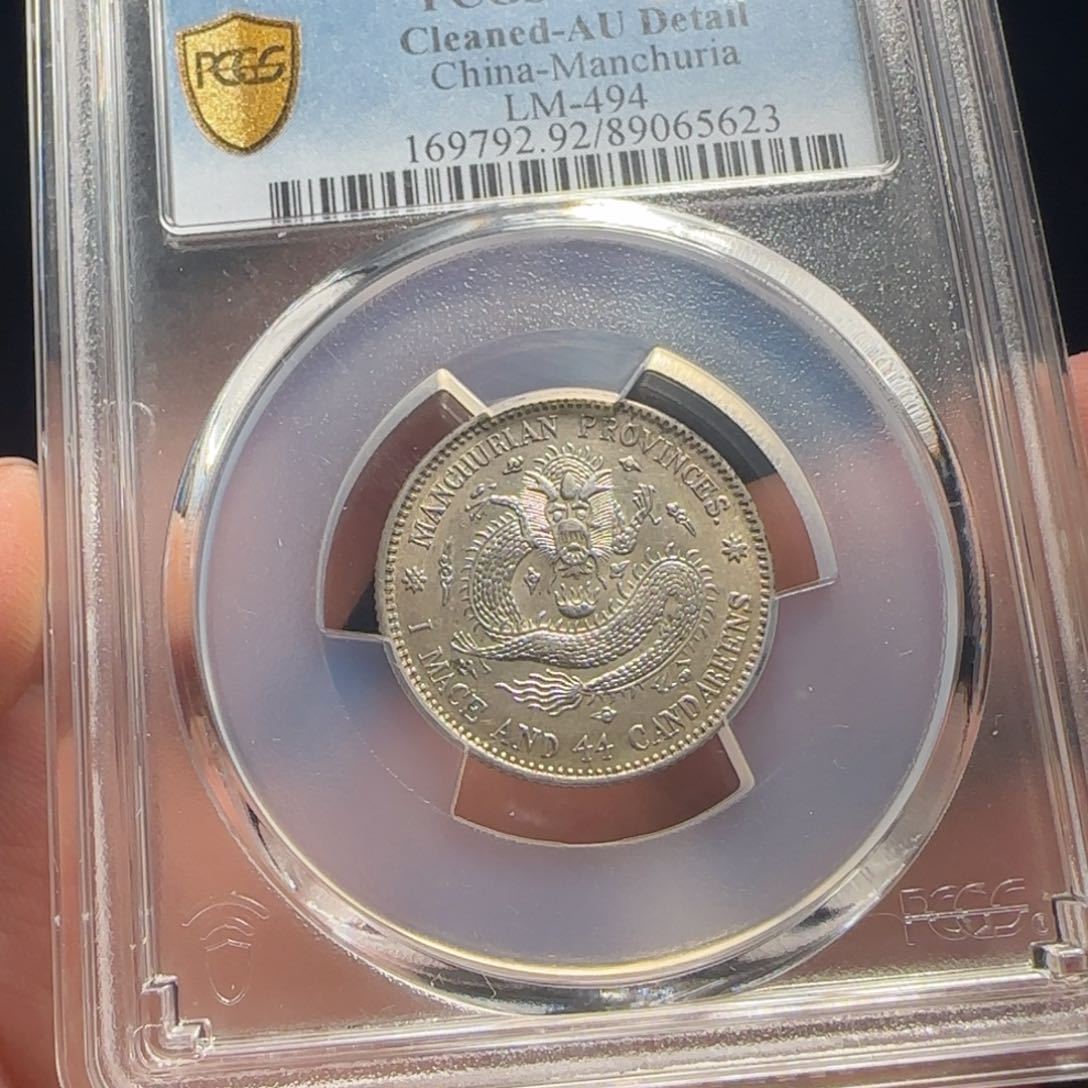 PCGS
Cleaned-AU Detail
China-Manchuria
LM-494
169792.92/89065623
MANCHURIAN PROVINCES.
1 MACE AND 44 CANDAREENS
PCGS